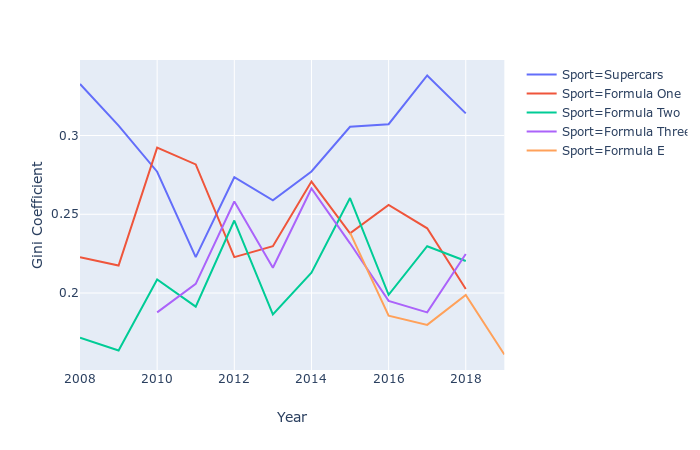 Sport=Supercars
Sport=Formula One
Sport=Formula Two
Sport=Formula Three
Sport=Formula E
0.3
0.25
0.2
Gini Coefficient
2008 2010 2012 2014 2016 2018
Year